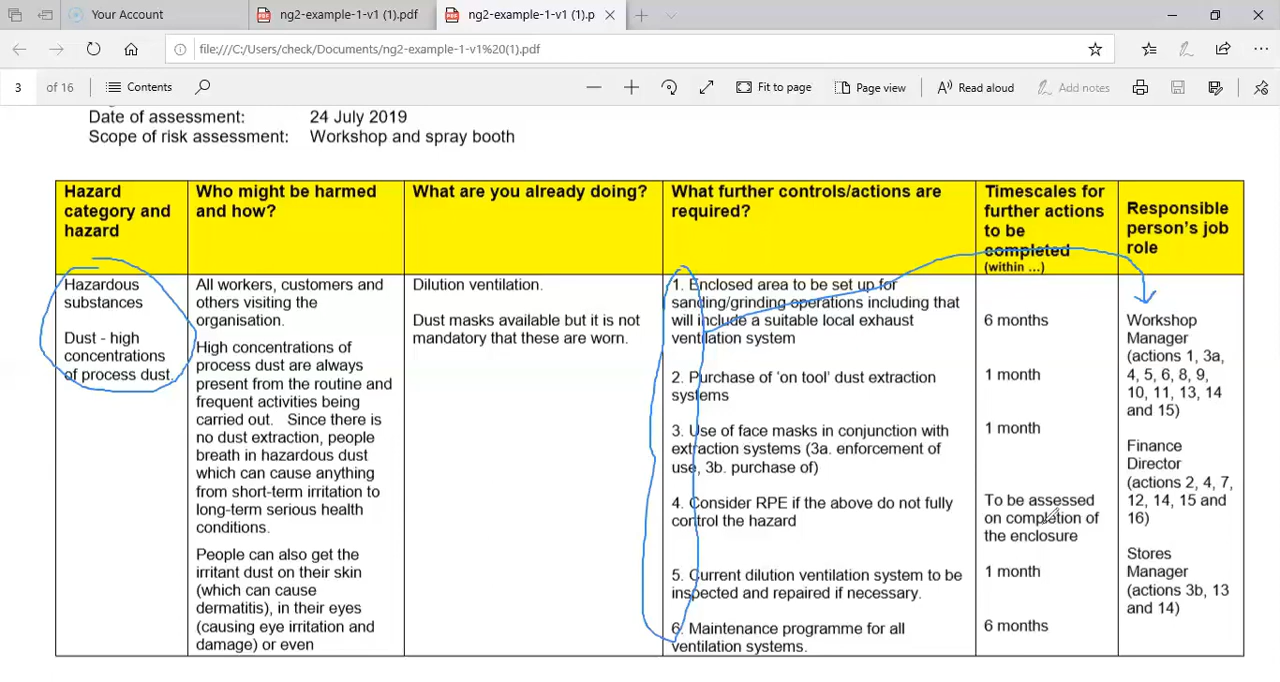 Your Account
ng2-example-1-v1 (1).pdf
ng2-example-1-v1 (1).p
file:///C:/Users/check/Documents/ng2-example-1-v1%20(1).pdf
3 of 16
Contents
Fit to page
Page view
Read aloud
Add notes
Date of assessment: 24 July 2019
Scope of risk assessment: Workshop and spray booth
Hazard
category and
hazard
Who might be harmed
and how?
What are you already doing?
What further controls/actions are
required?
Timescales for
further actions
to be
completed
(within ...)
Responsible
person's job
role
Hazardous
substances
Dust - high
concentrations
of process dust.
All workers, customers and
others visiting the
organisation.
High concentrations of
process dust are always
present from the routine and
frequent activities being
carried out. Since there is
no dust extraction, people
breath in hazardous dust
which can cause anything
from short-term irritation to
long-term serious health
conditions.
People can also get the
irritant dust on their skin
(which can cause
dermatitis), in their eyes
(causing eye irritation and
damage) or even
Dilution ventilation.
Dust masks available but it is not
mandatory that these are worn.
1. Enclosed area to be set up for
sanding/grinding operations including that
will include a suitable local exhaust
ventilation system
2. Purchase of 'on tool' dust extraction
systems
3. Use of face masks in conjunction with
extraction systems (3a. enforcement of
use, 3b. purchase of)
4. Consider RPE if the above do not fully
control the hazard
5. Current dilution ventilation system to be
inspected and repaired if necessary.
6. Maintenance programme for all
ventilation systems.
6 months
1 month
1 month
To be assessed
on completion of
the enclosure
1 month
6 months
Workshop
Manager
(actions 1, 3a,
4, 5, 6, 8, 9,
10, 11, 13, 14
and 15)
Finance
Director
(actions 2, 4, 7,
12, 14, 15 and
16)
Stores
Manager
(actions 3b, 13
and 14)